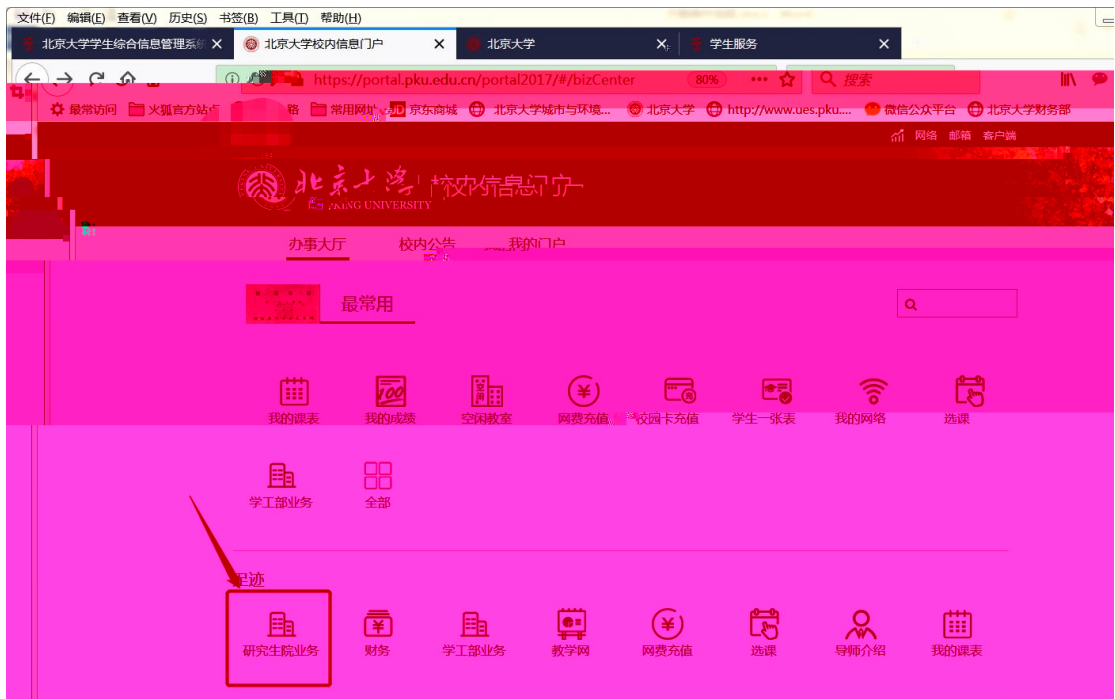 文件(F) 编辑(E) 查看(V) 历史(S) 书签(B) 工具(T) 帮助(H)
北京大学学生综合信息管理系统 北京大学校内信息门户 北京大学 学生服务
https://portal.pku.edu.cn/portal2017/#/bizCenter 80% 搜索
最常访问 火狐官方站点 路 常用网址 JD 京东商城 北京大学城市与环境... 北京大学 http://www.ues.pku.... 微信公众平台 北京大学财务部
网络 邮箱 客户端
北京大学 校内信息门户
PEKING UNIVERSITY
办事大厅 校内公告 我的门户
最常用
我的课表 我的成绩 空闲教室 网费充值 校园卡充值 学生一张表 我的网络 选课
学工部业务 全部
足迹
研究生院业务 财务 学工部业务 教学网 网费充值 选课 导师介绍 我的课表